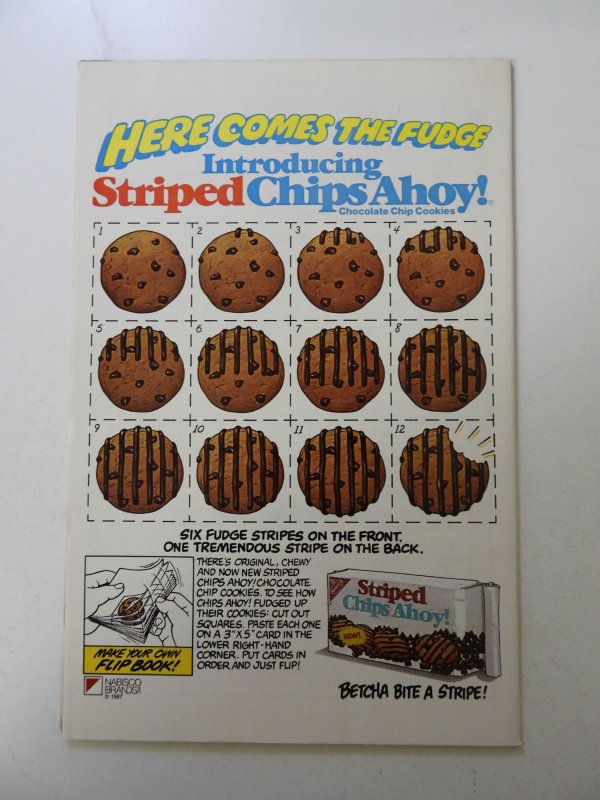 HERE COMES THE FUDGE
Introducing
Striped Chips Ahoy!®
Chocolate Chip Cookies
1 2 3 4
5 6 7 8
9 10 11 12
SIX FUDGE STRIPES ON THE FRONT.
ONE TREMENDOUS STRIPE ON THE BACK.
THERE'S ORIGINAL, CHEWY
AND NOW NEW STRIPED
CHIPS AHOY! CHOCOLATE
CHIP COOKIES. TO SEE HOW
CHIPS AHOY! FUDGED UP
THEIR COOKIES: CUT OUT
SQUARES. PASTE EACH ONE
ON A 3"X5" CARD IN THE
LOWER RIGHT-HAND
CORNER. PUT CARDS IN
ORDER AND JUST FLIP!
MAKE YOUR OWN
FLIP BOOK!
NABISCO
BRANDS
© 1987
Striped
Chips Ahoy!
NEW!
BETCHA BITE A STRIPE!